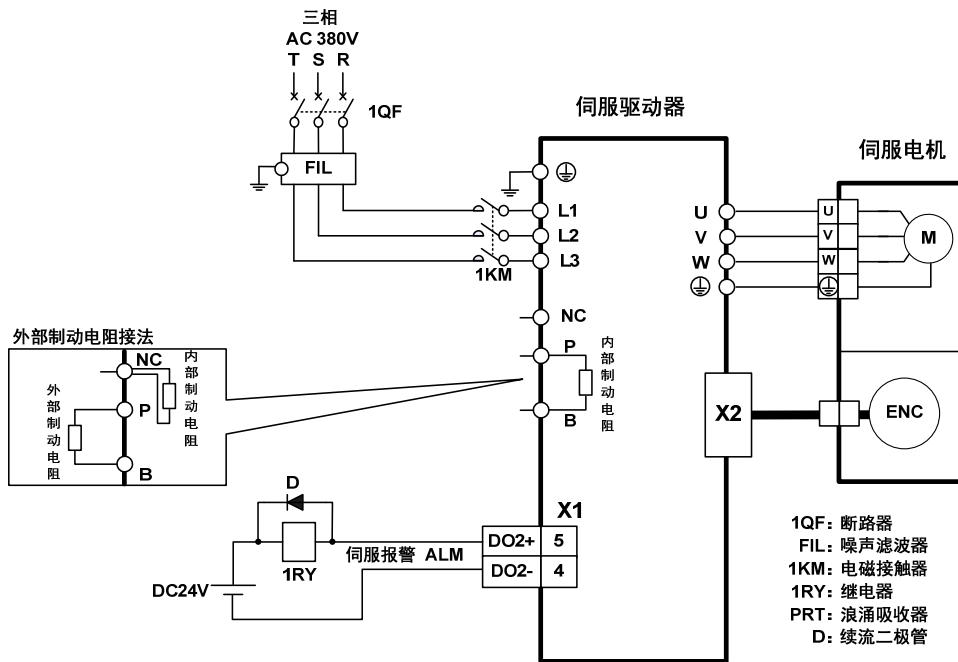 三相
AC 380V
T S R
1QF
FIL
伺服驱动器
伺服电机
L1
L2
L3
1KM
NC
P
B
内部制动电阻
U
V
W
U
V
W
M
外部制动电阻接法
NC
P
B
内部制动电阻
外部制动电阻
X2
ENC
D
1RY
DC24V
伺服报警 ALM
X1
DO2+ 5
DO2- 4
1QF：断路器
FIL：噪声滤波器
1KM：电磁接触器
1RY：继电器
PRT：浪涌吸收器
D：续流二极管